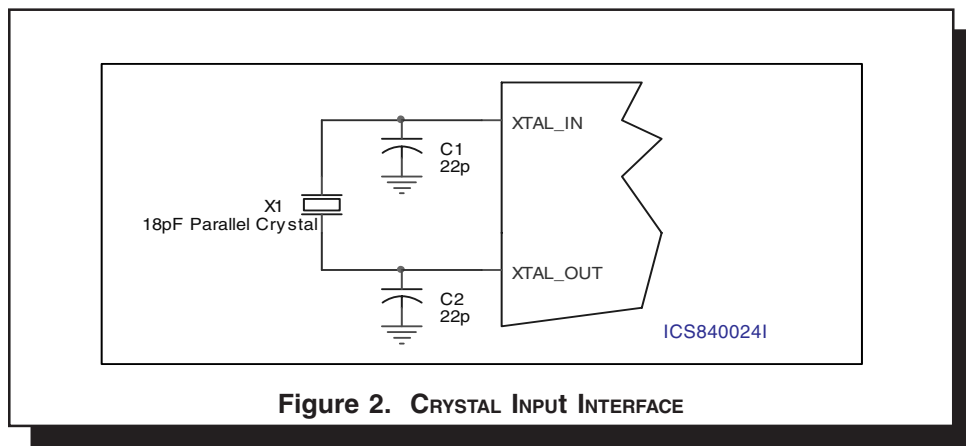 XTAL_IN
C1
22p
X1
18pF Parallel Crystal
XTAL_OUT
C2
22p
ICS840024I
Figure 2. CRYSTAL INPUT INTERFACE